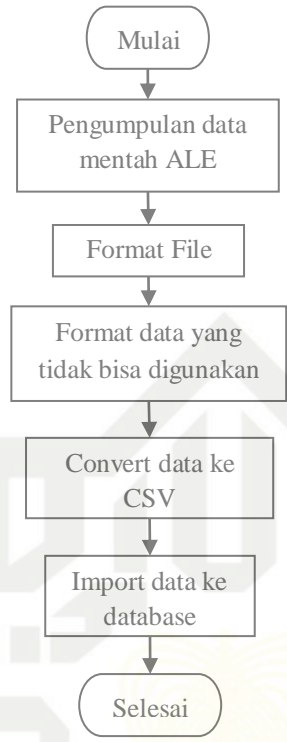 Mulai
Pengumpulan data
mentah ALE
Format File
Format data yang
tidak bisa digunakan
Convert data ke
CSV
Import data ke
database
Selesai